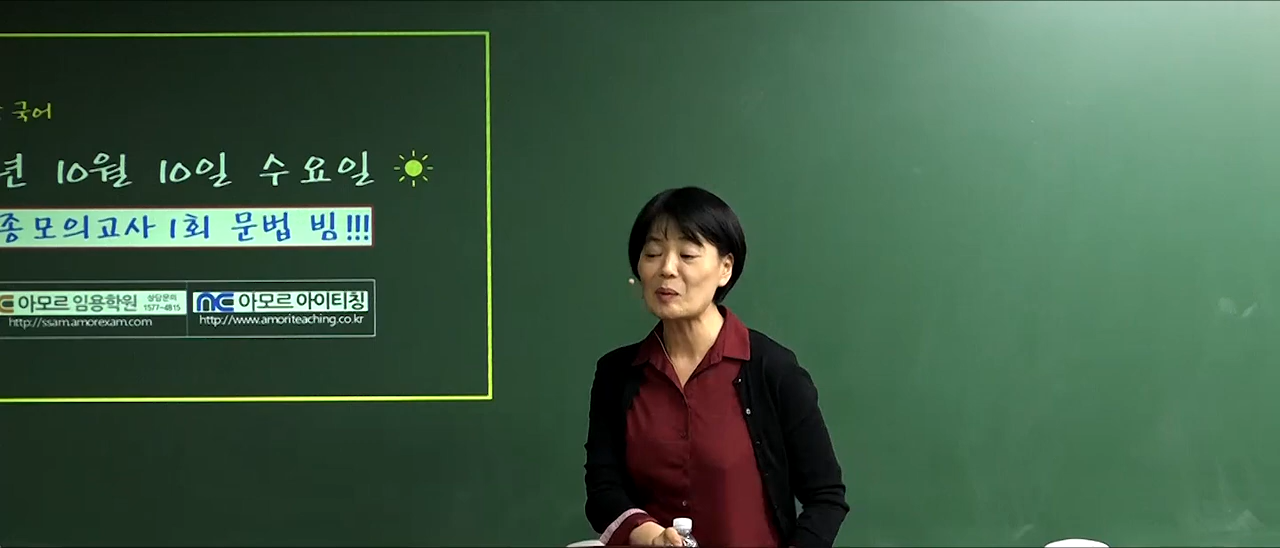 국어
년 10월 10일 수요일
종모의고사 1회 문법 빔!!!
아모르 임용학원 상담문의 1577-4815
http://ssam.amorexam.com
아모르 아이티칭
http://www.amoriteaching.co.kr